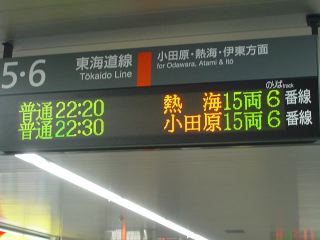 5・6 東海道線 小田原・熱海・伊東方面
Tōkaidō Line for Odawara, Atami & Itō
のりば track
普通 22:20 熱海 15両 6番線
普通 22:30 小田原 15両 6番線